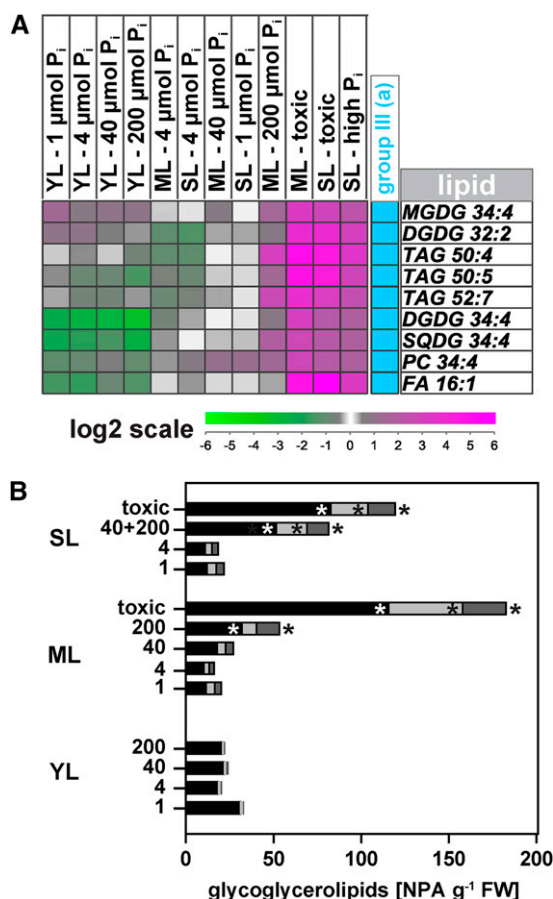 A
YL - 1 µmol Pi
YL - 4 µmol Pi
YL - 40 µmol Pi
YL - 200 µmol Pi
ML - 4 µmol Pi
SL - 4 µmol Pi
ML - 40 µmol Pi
SL - 1 µmol Pi
ML - 200 µmol Pi
ML - toxic
SL - toxic
SL - high Pi
group III (a)
lipid
MGDG 34:4
DGDG 32:2
TAG 50:4
TAG 50:5
TAG 52:7
DGDG 34:4
SQDG 34:4
PC 34:4
FA 16:1
log2 scale
-6 -5 -4 -3 -2 -1 0 1 2 3 4 5 6
B
SL
toxic * * *
40+200 * * * *
4
1
ML
toxic * * *
200 * *
40
4
1
YL
200
40
4
1
0 50 100 150 200
glycoglycerolipids [NPA g-1 FW]